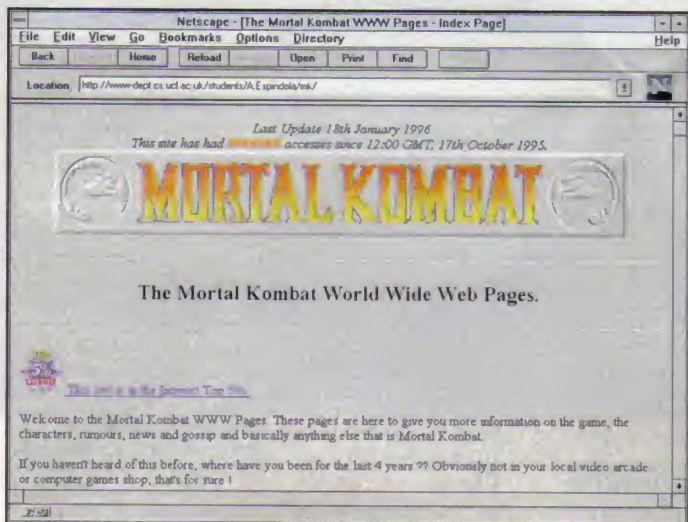 Netscape - [The Mortal Kombat WWW Pages - Index Page]
File Edit View Go Bookmarks Options Directory Help
Back Home Reload Open Print Find
Location: http://www-dept.cs.ucl.ac.uk/students/A.Espindola/mk/
Last Update 18th January 1996
This site has had accesses since 12:00 GMT, 17th October 1995.
MORTAL KOMBAT
The Mortal Kombat World Wide Web Pages.
5%
This site is in the Internet Top 5%.
Welcome to the Mortal Kombat WWW Pages. These pages are here to give you more information on the game, the
characters, rumours, news and gossip and basically anything else that is Mortal Kombat
If you haven't heard of this before, where have you been for the last 4 years ?? Obviously not in your local video arcade
or computer games shop, that's for sure !